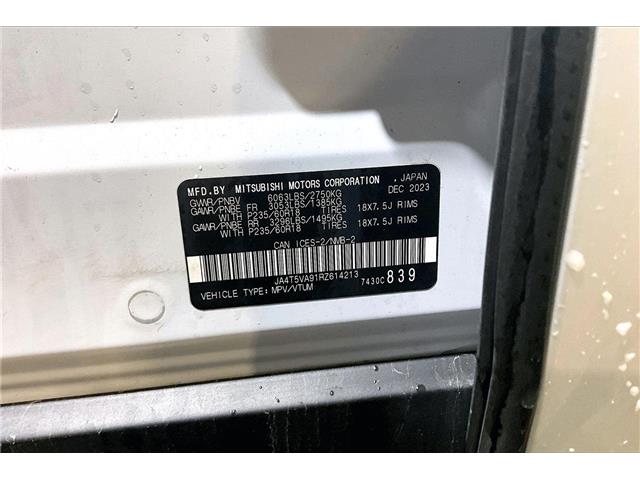 MFD.BY MITSUBISHI MOTORS CORPORATION , JAPAN
GVWR/PNBV 6063LBS/2750KG DEC 2023
GAWR/PNBE FR 3053LBS/1385KG
WITH P235/60R18 TIRES 18X7.5J RIMS
GAWR/PNBE RR 3296LBS/1495KG
WITH P235/60R18 TIRES 18X7.5J RIMS
CAN ICES-2/NMB-2
JA4T5VA91RZ614213 7430C 839
VEHICLE TYPE: MPV/VTUM